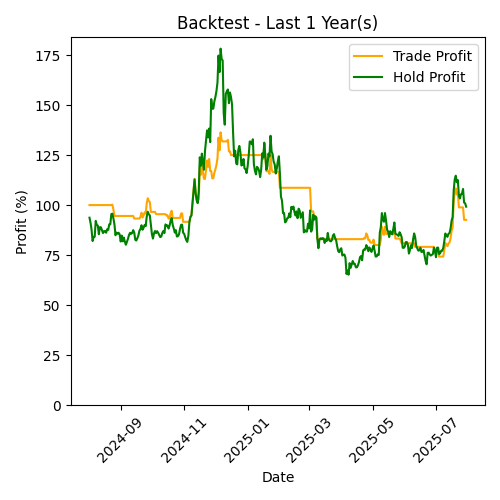 Backtest - Last 1 Year(s)
Trade Profit
Hold Profit
Profit (%)
175
150
125
100
75
50
25
0
2024-09
2024-11
2025-01
2025-03
2025-05
2025-07
Date